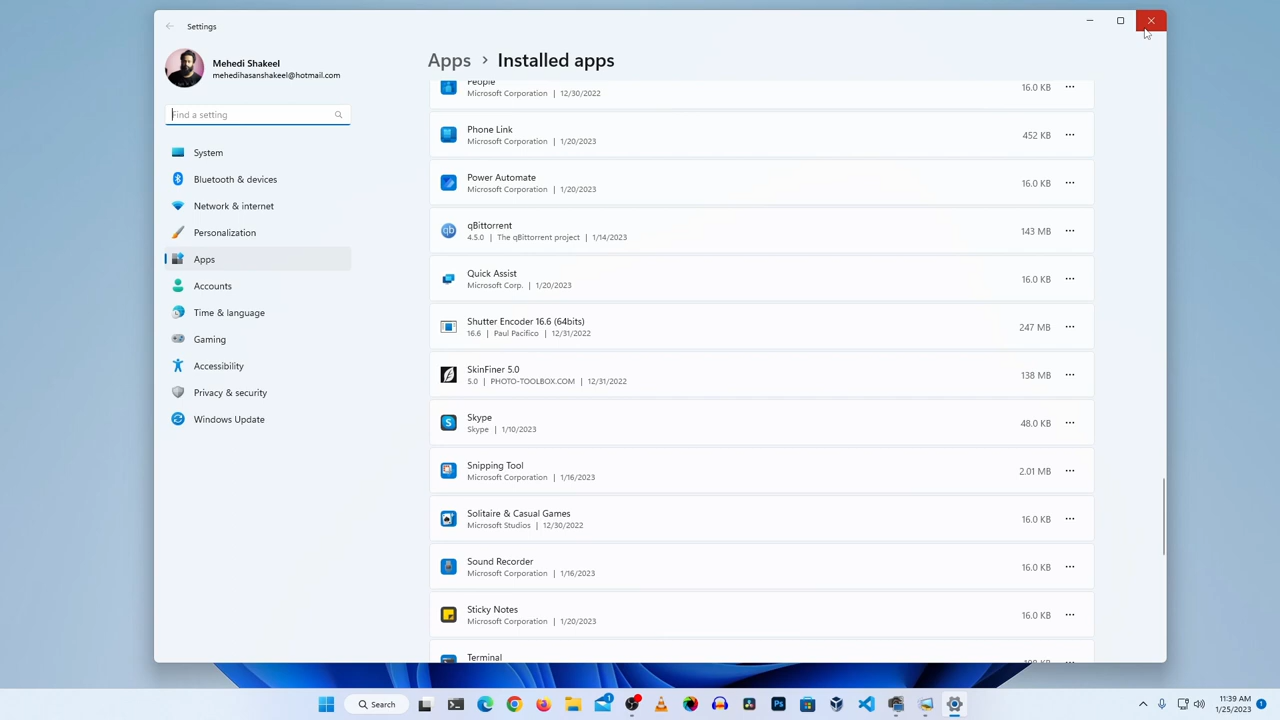 Settings
Mehedi Shakeel
mehedihasanshakeel@hotmail.com
Find a setting
System
Bluetooth & devices
Network & internet
Personalization
Apps
Accounts
Time & language
Gaming
Accessibility
Privacy & security
Windows Update
Apps > Installed apps
People
Microsoft Corporation | 12/30/2022
16.0 KB
Phone Link
Microsoft Corporation | 1/20/2023
452 KB
Power Automate
Microsoft Corporation | 1/20/2023
16.0 KB
qBittorrent
4.5.0 | The qBittorrent project | 1/14/2023
143 MB
Quick Assist
Microsoft Corp. | 1/20/2023
16.0 KB
Shutter Encoder 16.6 (64bits)
16.6 | Paul Pacifico | 12/31/2022
247 MB
SkinFiner 5.0
5.0 | PHOTO-TOOLBOX.COM | 12/31/2022
138 MB
Skype
Skype | 1/10/2023
48.0 KB
Snipping Tool
Microsoft Corporation | 1/16/2023
2.01 MB
Solitaire & Casual Games
Microsoft Studios | 12/30/2022
16.0 KB
Sound Recorder
Microsoft Corporation | 1/16/2023
16.0 KB
Sticky Notes
Microsoft Corporation | 1/20/2023
16.0 KB
Terminal
Search
11:39 AM
1/25/2023